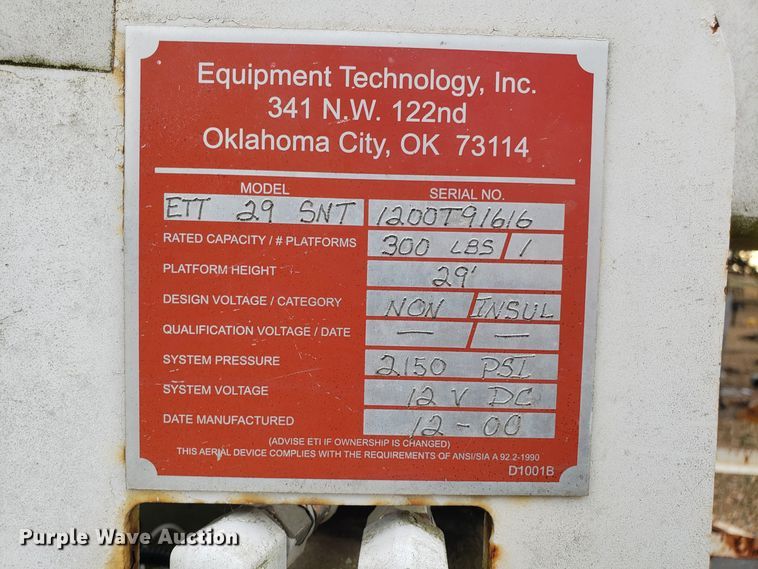 Equipment Technology, Inc.
341 N.W. 122nd
Oklahoma City, OK 73114
MODEL SERIAL NO.
ETT 29 SNT 1200T91616
RATED CAPACITY / # PLATFORMS 300 LBS / 1
PLATFORM HEIGHT 29'
DESIGN VOLTAGE / CATEGORY NON / INSUL
QUALIFICATION VOLTAGE / DATE — / —
SYSTEM PRESSURE 2150 PSI
SYSTEM VOLTAGE 12 V DC
DATE MANUFACTURED 12-00
(ADVISE ETI IF OWNERSHIP IS CHANGED)
THIS AERIAL DEVICE COMPLIES WITH THE REQUIREMENTS OF ANSI/SIA A 92.2-1990
D1001B
Purple Wave Auction®